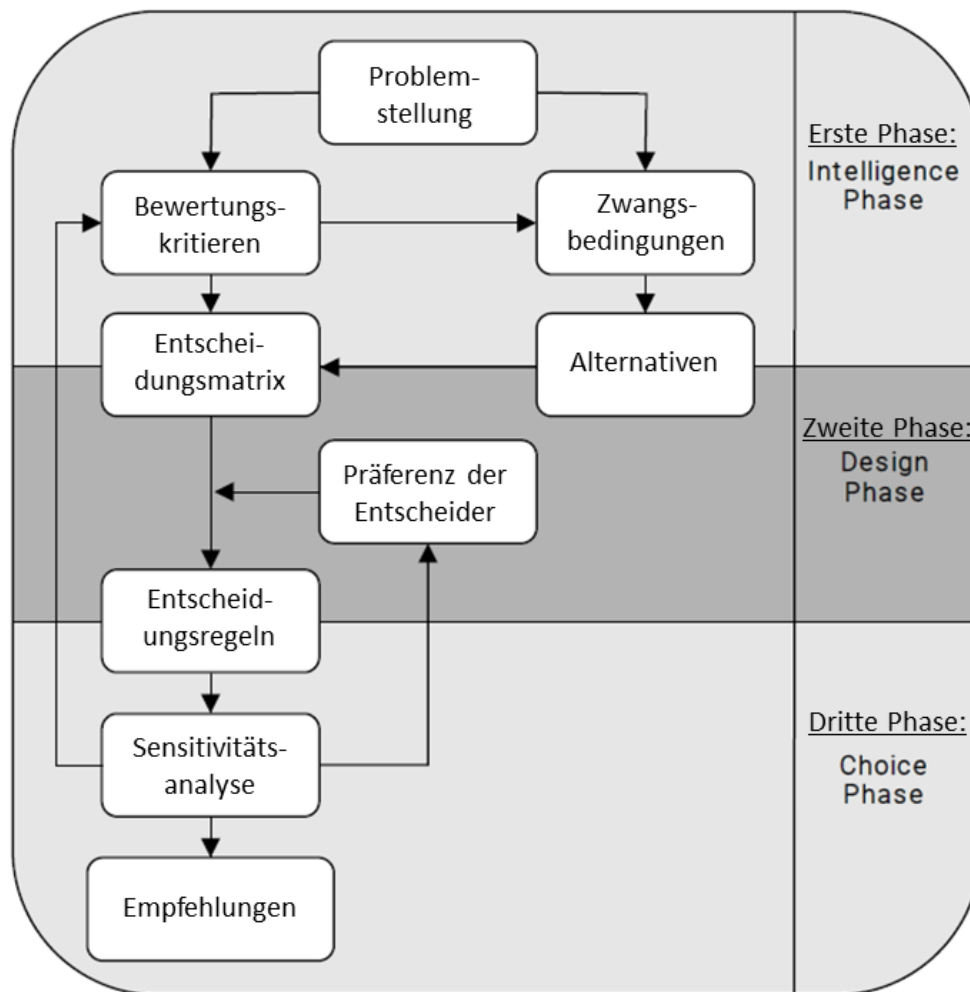 Problem-
stellung
Erste Phase:
Intelligence
Phase
Bewertungs-
kritieren
Zwangs-
bedingungen
Entschei-
dungsmatrix
Alternativen
Zweite Phase:
Design
Phase
Präferenz der
Entscheider
Entscheid-
ungsregeln
Dritte Phase:
Choice
Phase
Sensitivitäts-
analyse
Empfehlungen